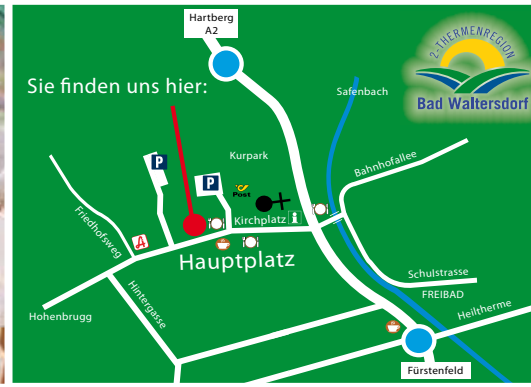 Hartberg
A2
2-THERMENREGION
Bad Waltersdorf
Sie finden uns hier:
Safenbach
P
Kurpark
Bahnhofallee
P
Post
Friedhofsweg
Kirchplatz
i
A
Hauptplatz
Schulstrasse
Hintergasse
FREIBAD
Hohenbrugg
Heiltherme
Fürstenfeld